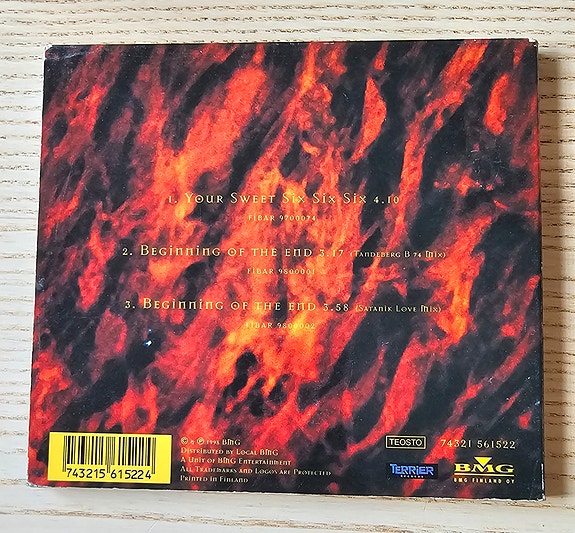 1. Your Sweet Six Six Six 4.10
FIBAR 9700074
2. Beginning of the end 3.17 (Tandeberg B 74 Mix)
FIBAR 9800001
3. Beginning of the end 3.58 (Satanik Love Mix)
FIBAR 9800002
743215 615224
© & ℗ 1998 BMG
Distributed by Local BMG
A Unit of BMG Entertainment
All Trademarks and Logos are Protected
Printed in Finland
TEOSTO
74321 561522
TERRIER
RECORDS
BMG
BMG FINLAND OY